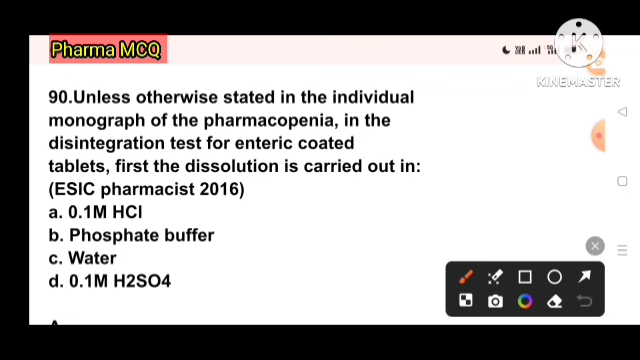 Pharma MCQ
KINEMASTER
90.Unless otherwise stated in the individual
monograph of the pharmacopenia, in the
disintegration test for enteric coated
tablets, first the dissolution is carried out in:
(ESIC pharmacist 2016)
a. 0.1M HCl
b. Phosphate buffer
c. Water
d. 0.1M H2SO4